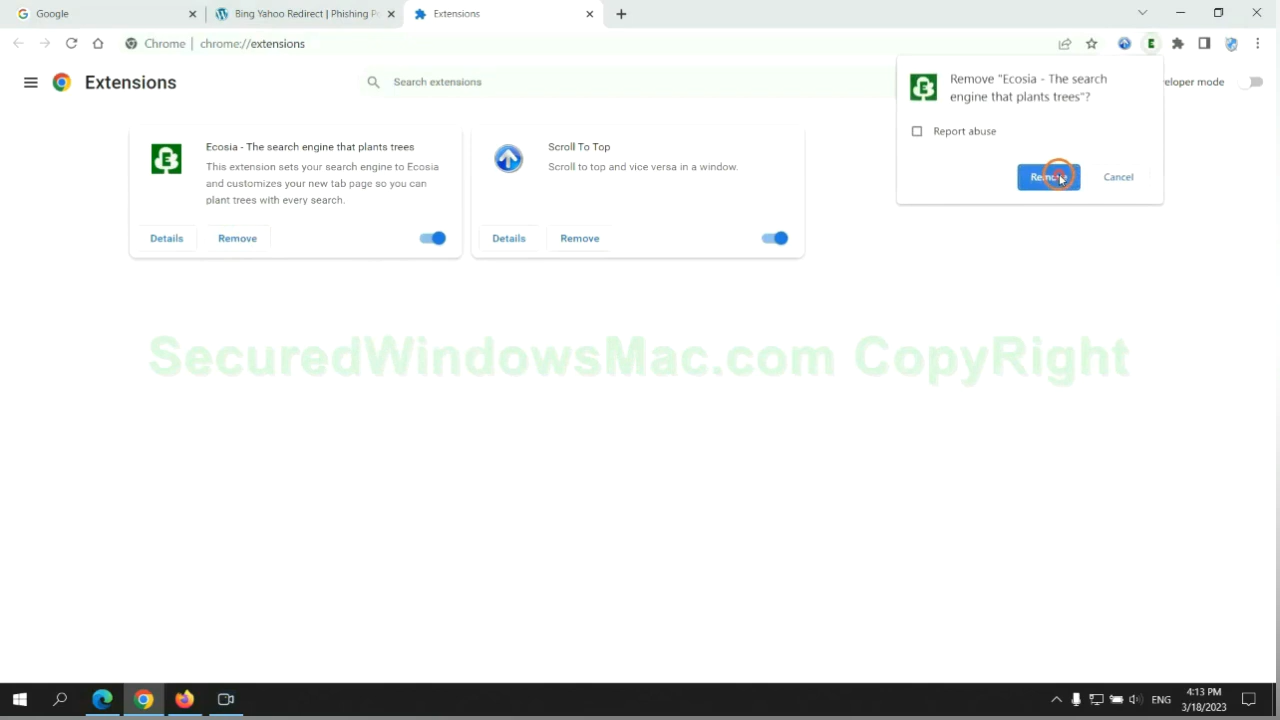 Google
Bing Yahoo Redirect | Phishing P
Extensions
Chrome | chrome://extensions
Extensions
Search extensions
veloper mode
Remove "Ecosia - The search
engine that plants trees"?
Report abuse
Remove
Cancel
Ecosia - The search engine that plants trees
This extension sets your search engine to Ecosia
and customizes your new tab page so you can
plant trees with every search.
Details
Remove
Scroll To Top
Scroll to top and vice versa in a window.
Details
Remove
SecuredWindowsMac.com CopyRight
ENG
4:13 PM
3/18/2023